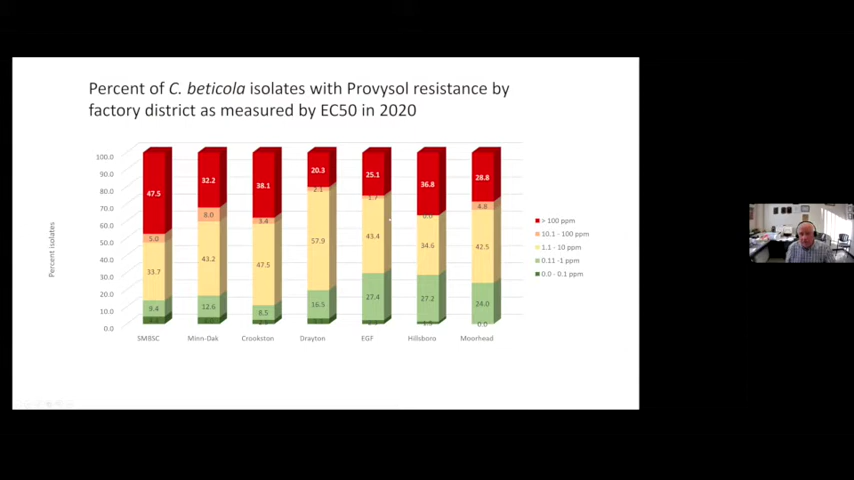 Percent of C. beticola isolates with Provysol resistance by
factory district as measured by EC50 in 2020
Percent isolates
100.0
90.0
80.0
70.0
60.0
50.0
40.0
30.0
20.0
10.0
0.0
47.5 32.2 38.1 20.3 25.1 36.8 28.8
5.0 8.0 3.4 2.1 1.7 0.0 4.8
33.7 43.2 47.5 57.9 43.4 34.6 42.5
9.4 12.6 8.5 16.5 27.4 27.2 24.0
0.0
SMBSC Minn-Dak Crookston Drayton EGF Hillsboro Moorhead
> 100 ppm
10.1 - 100 ppm
1.1 - 10 ppm
0.11 -1 ppm
0.0 - 0.1 ppm